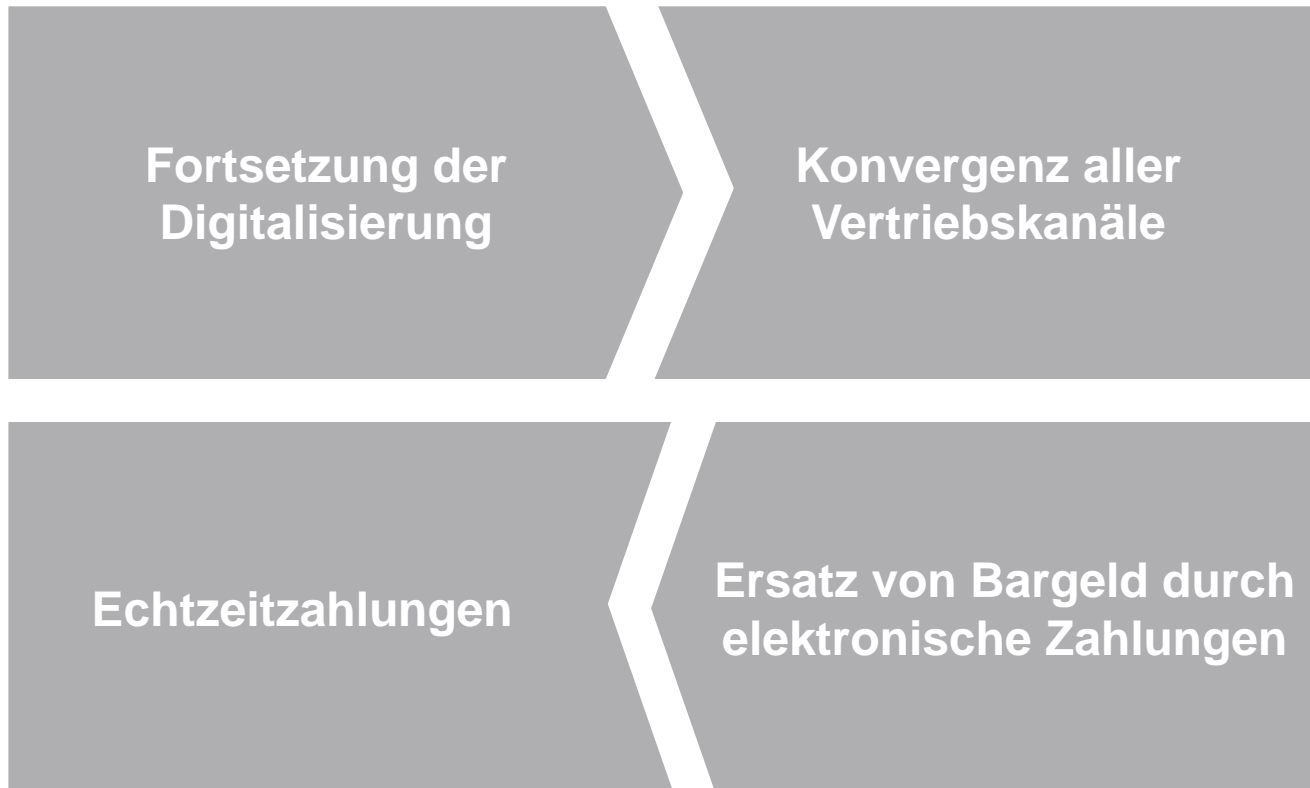 Fortsetzung der
Digitalisierung
Konvergenz aller
Vertriebskanäle
Echtzeitzahlungen
Ersatz von Bargeld durch
elektronische Zahlungen